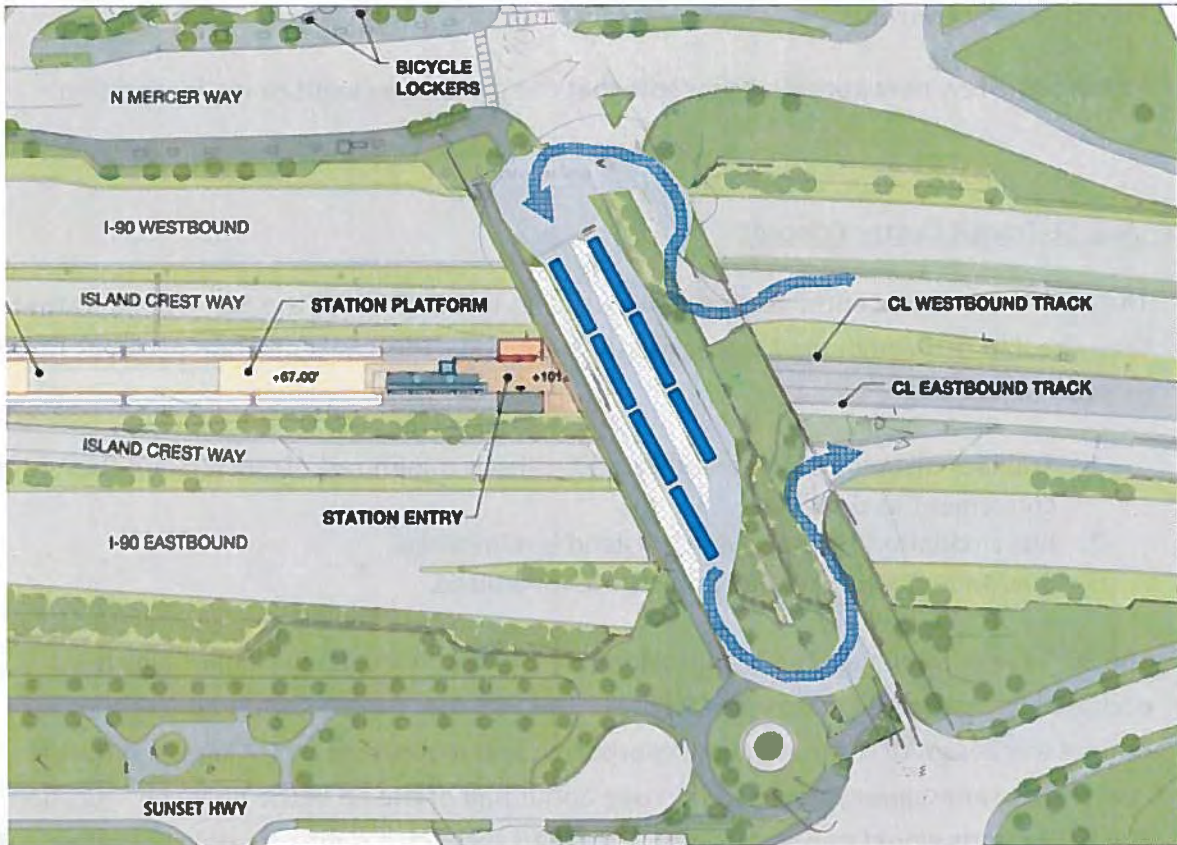 BICYCLE
LOCKERS
N MERCER WAY
I-90 WESTBOUND
ISLAND CREST WAY
STATION PLATFORM
CL WESTBOUND TRACK
+67.00'
CL EASTBOUND TRACK
ISLAND CREST WAY
STATION ENTRY
I-90 EASTBOUND
SUNSET HWY